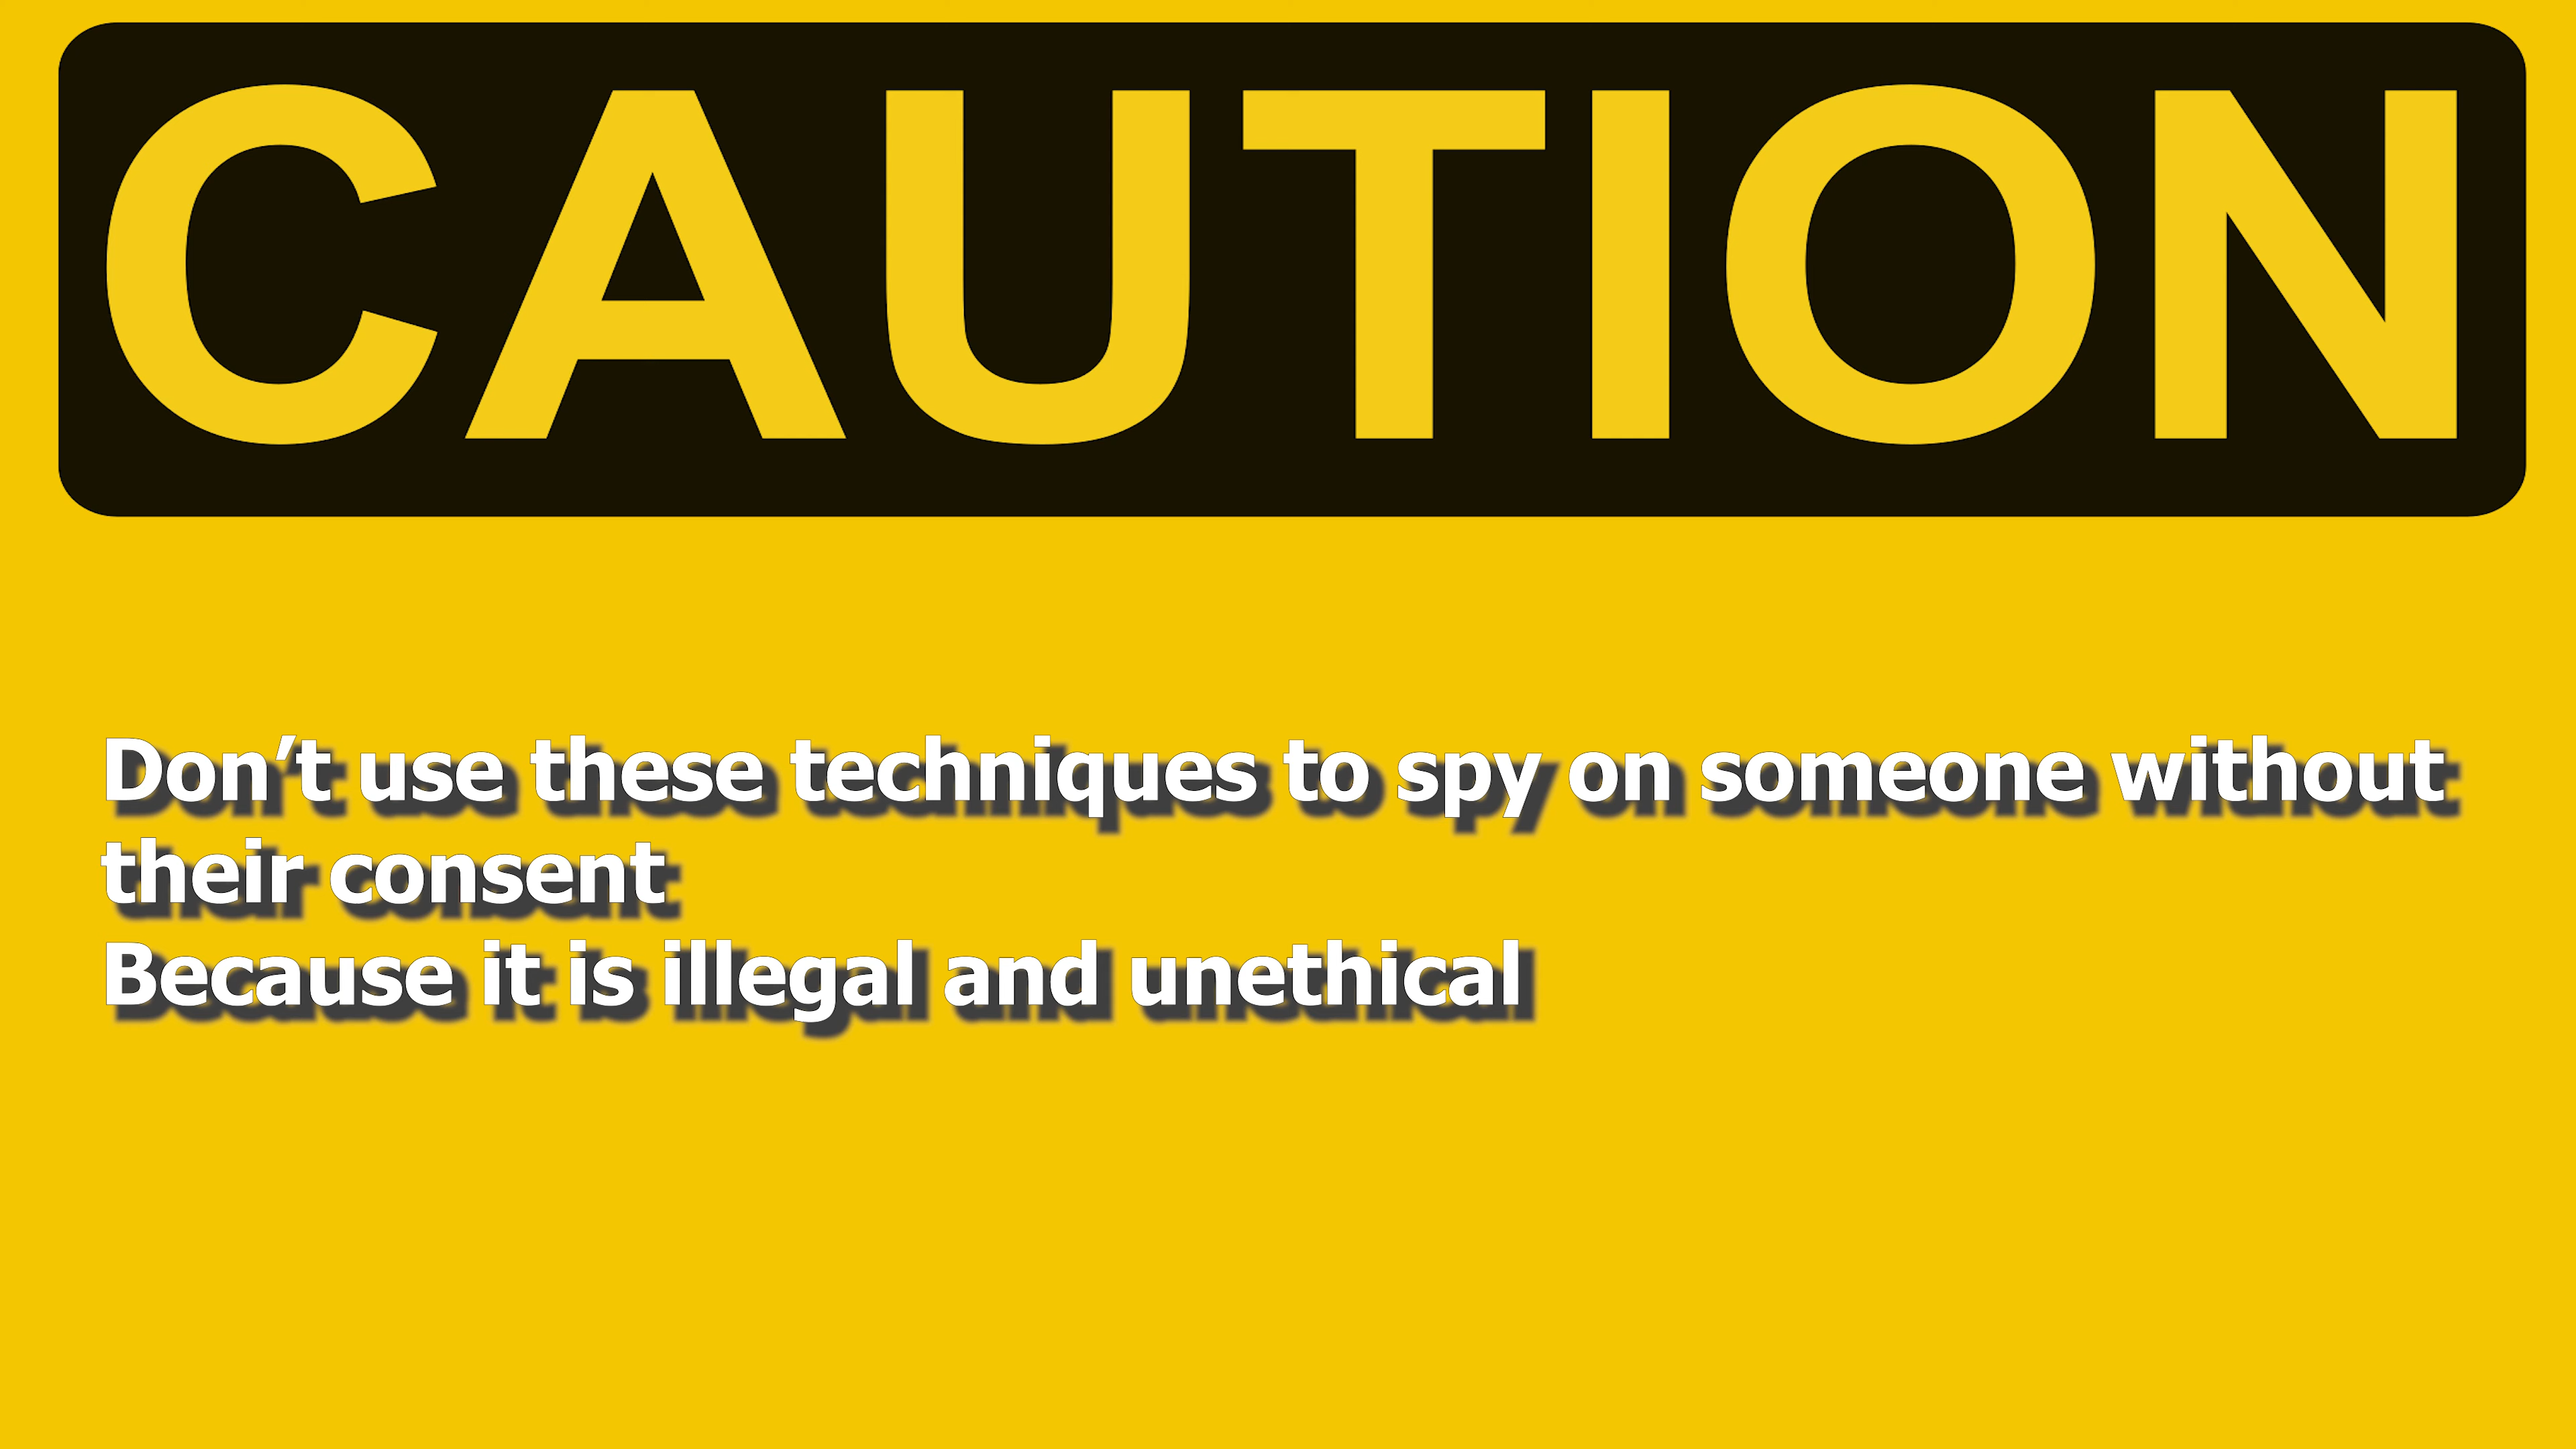 CAUTION
Don’t use these techniques to spy on someone without
their consent
Because it is illegal and unethical